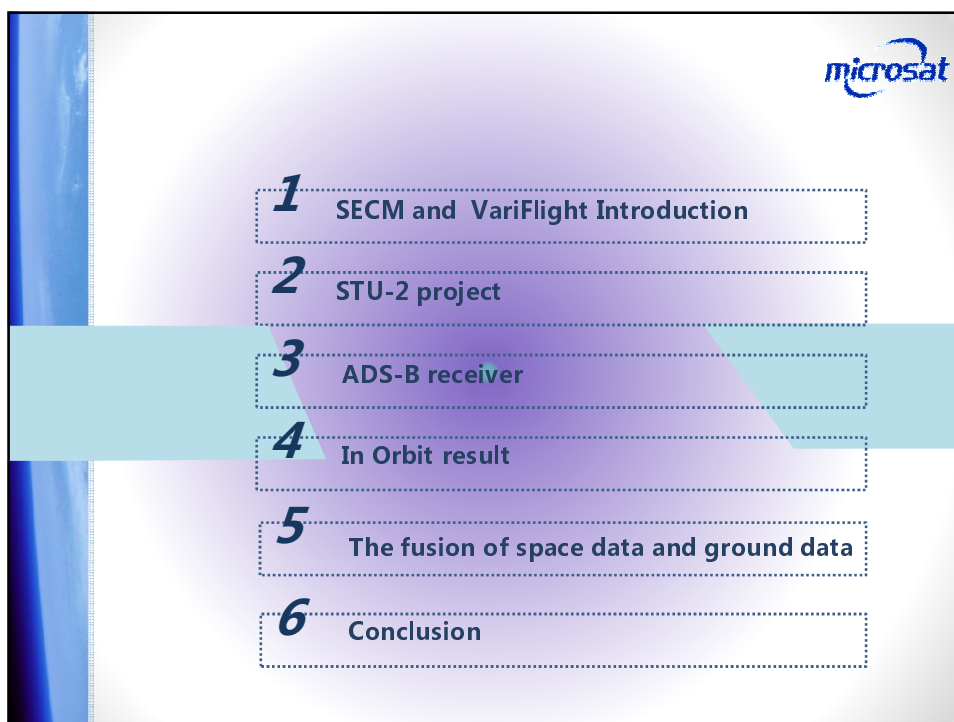 microsat
1
SECM and VariFlight Introduction
2
STU-2 project
3
ADS-B receiver
4
In Orbit result
5
The fusion of space data and ground data
6
Conclusion